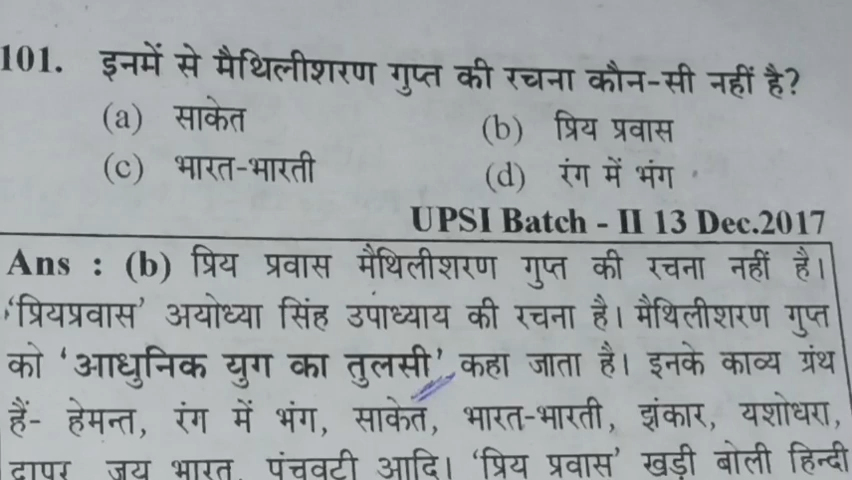 101. इनमें से मैथिलीशरण गुप्त की रचना कौन-सी नहीं है?
(a) साकेत (b) प्रिय प्रवास
(c) भारत-भारती (d) रंग में भंग
UPSI Batch - II 13 Dec.2017
Ans : (b) प्रिय प्रवास मैथिलीशरण गुप्त की रचना नहीं है।
'प्रियप्रवास' अयोध्या सिंह उपाध्याय की रचना है। मैथिलीशरण गुप्त
को 'आधुनिक युग का तुलसी' कहा जाता है। इनके काव्य ग्रंथ
हैं- हेमन्त, रंग में भंग, साकेत, भारत-भारती, झंकार, यशोधरा,
द्वापर, जय भारत, पंचवटी आदि। 'प्रिय प्रवास' खड़ी बोली हिन्दी